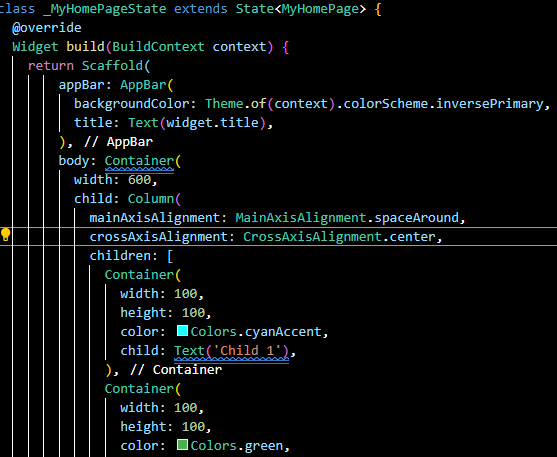 class _MyHomePageState extends State<MyHomePage> {
@override
Widget build(BuildContext context) {
return Scaffold(
appBar: AppBar(
backgroundColor: Theme.of(context).colorScheme.inversePrimary,
title: Text(widget.title),
), // AppBar
body: Container(
width: 600,
child: Column(
mainAxisAlignment: MainAxisAlignment.spaceAround,
crossAxisAlignment: CrossAxisAlignment.center,
children: [
Container(
width: 100,
height: 100,
color: Colors.cyanAccent,
child: Text('Child 1'),
), // Container
Container(
width: 100,
height: 100,
color: Colors.green,